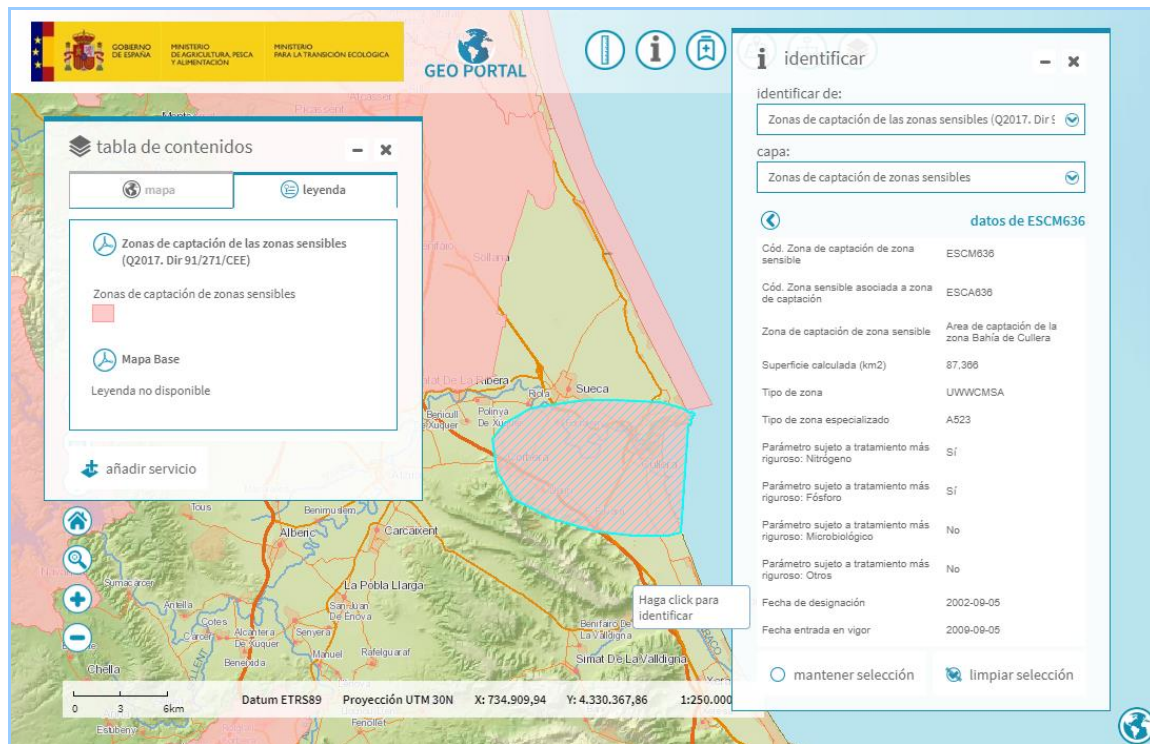 GOBIERNO
DE ESPAÑA
MINISTERIO
DE AGRICULTURA, PESCA
Y ALIMENTACIÓN
MINISTERIO
PARA LA TRANSICIÓN ECOLÓGICA
GEO PORTAL
tabla de contenidos
mapa
leyenda
Zonas de captación de las zonas sensibles
(Q2017. Dir 91/271/CEE)
Zonas de captación de zonas sensibles
Mapa Base
Leyenda no disponible
añadir servicio
identificar
identificar de:
Zonas de captación de las zonas sensibles (Q2017. Dir 9
capa:
Zonas de captación de zonas sensibles
datos de ESCM636
Cód. Zona de captación de zona
sensible
ESCM636
Cód. Zona sensible asociada a zona
de captación
ESCA636
Zona de captación de zona sensible
Area de captación de la
zona Bahía de Cullera
Superficie calculada (km2)
87,366
Tipo de zona
UWWCMSA
Tipo de zona especializado
A523
Parámetro sujeto a tratamiento más
riguroso: Nitrógeno
Sí
Parámetro sujeto a tratamiento más
riguroso: Fósforo
Sí
Parámetro sujeto a tratamiento más
riguroso: Microbiológico
No
Parámetro sujeto a tratamiento más
riguroso: Otros
No
Fecha de designación
2002-09-05
Fecha entrada en vigor
2009-09-05
mantener selección
limpiar selección
Haga click para
identificar
Sollana
Sueca
Riola
Polinya
De Xuquer
Corbera
Cullera
Tous
Benimuslem
Alberic
Carcaixent
La Pobla Llarga
San Juan
De Enova
Sumacarcer
Antella
Cotes
Carcer
Alcantera
De Xuquer
Senyera
Manuel
Rafelguaraf
Beneixida
Chella
Benifairo De
La Valldigna
Simat De La Valldigna
Estubeny
Fenollet
0 3 6km
Datum ETRS89 Proyección UTM 30N X: 734.909,94 Y: 4.330.367,86 1:250.000